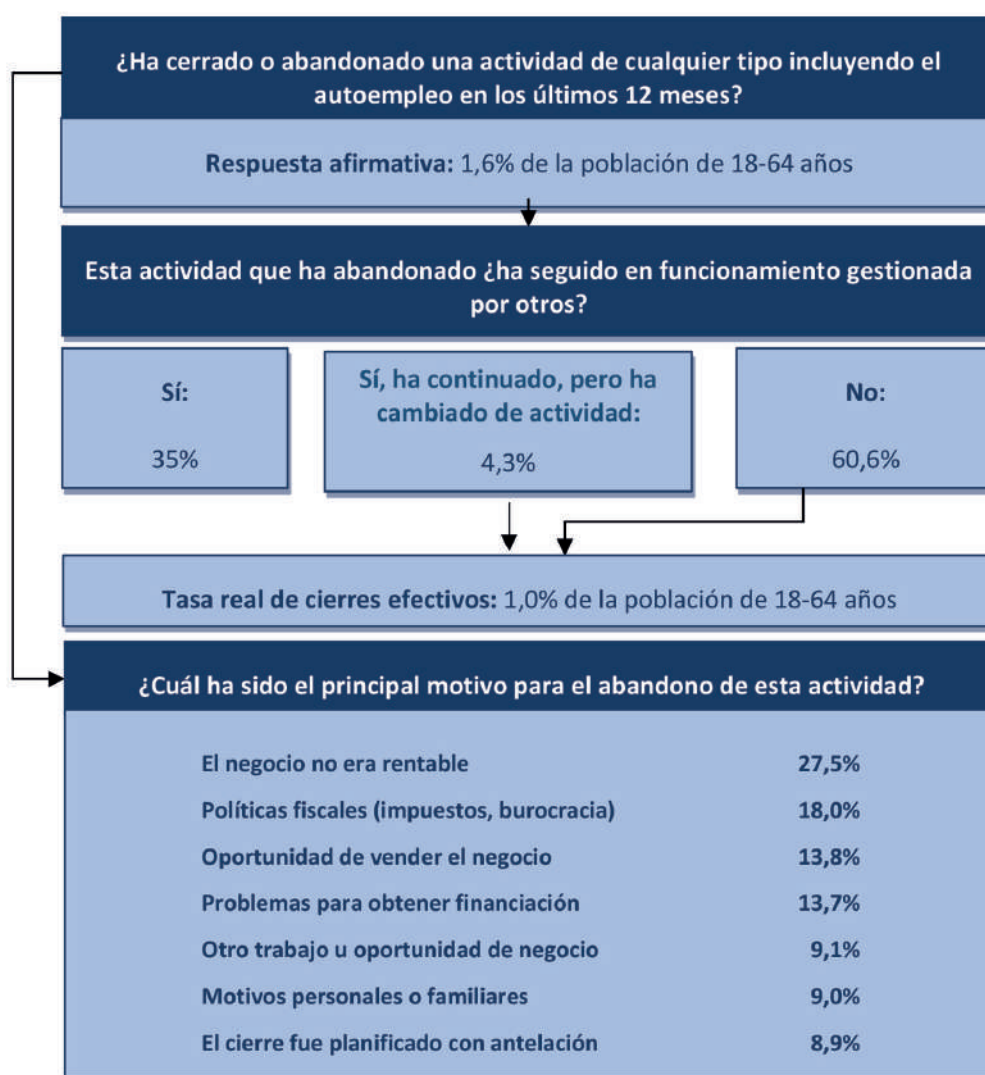 ¿Ha cerrado o abandonado una actividad de cualquier tipo incluyendo el
autoempleo en los últimos 12 meses?
Respuesta afirmativa: 1,6% de la población de 18-64 años
Esta actividad que ha abandonado ¿ha seguido en funcionamiento gestionada
por otros?
Sí:
35%
Sí, ha continuado, pero ha
cambiado de actividad:
4,3%
No:
60,6%
Tasa real de cierres efectivos: 1,0% de la población de 18-64 años
¿Cuál ha sido el principal motivo para el abandono de esta actividad?
El negocio no era rentable 27,5%
Políticas fiscales (impuestos, burocracia) 18,0%
Oportunidad de vender el negocio 13,8%
Problemas para obtener financiación 13,7%
Otro trabajo u oportunidad de negocio 9,1%
Motivos personales o familiares 9,0%
El cierre fue planificado con antelación 8,9%